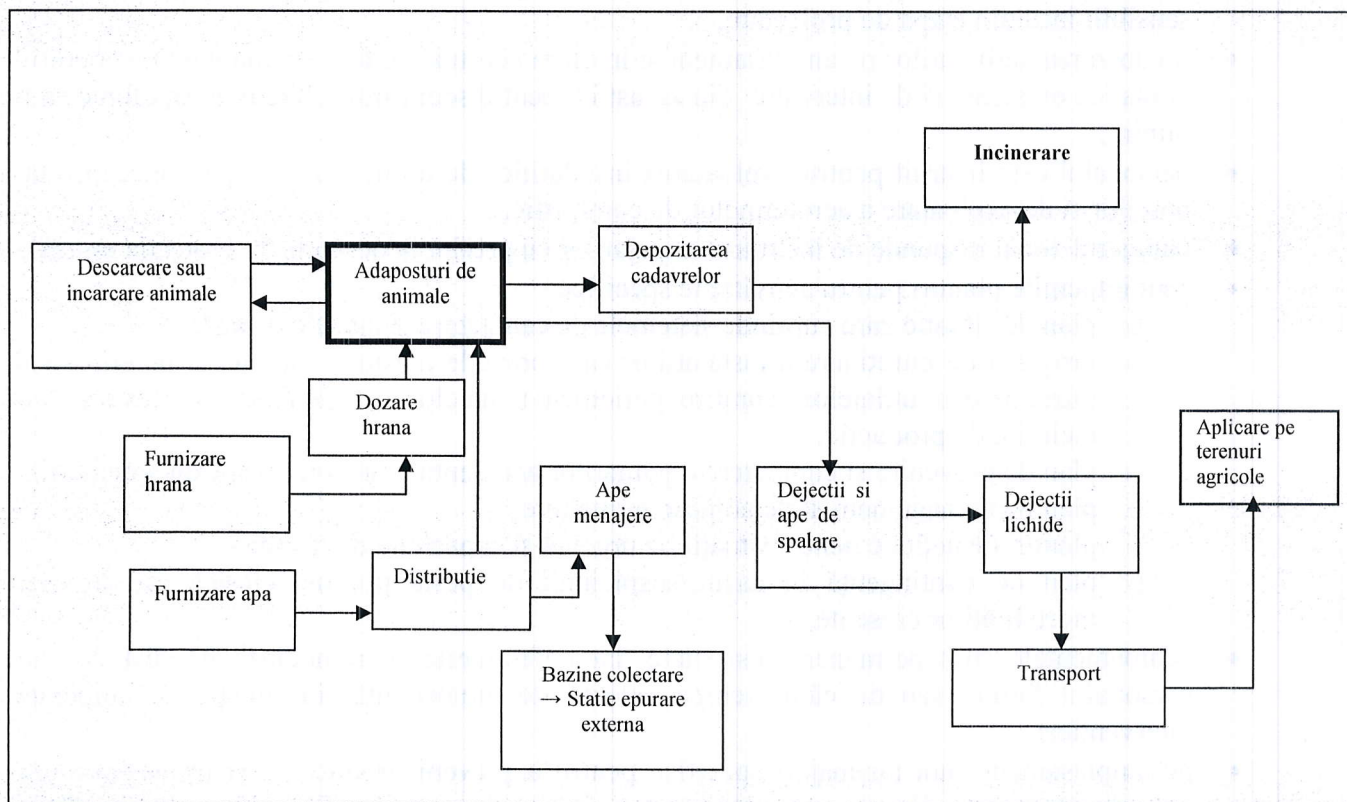 Incinerare
Descarcare sau
incarcare animale
Adaposturi de
animale
Depozitarea
cadavrelor
Dozare
hrana
Furnizare
hrana
Ape
menajere
Dejectii si
ape de
spalare
Dejectii
lichide
Aplicare pe
terenuri
agricole
Furnizare apa
Distributie
Bazine colectare
→ Statie epurare
externa
Transport